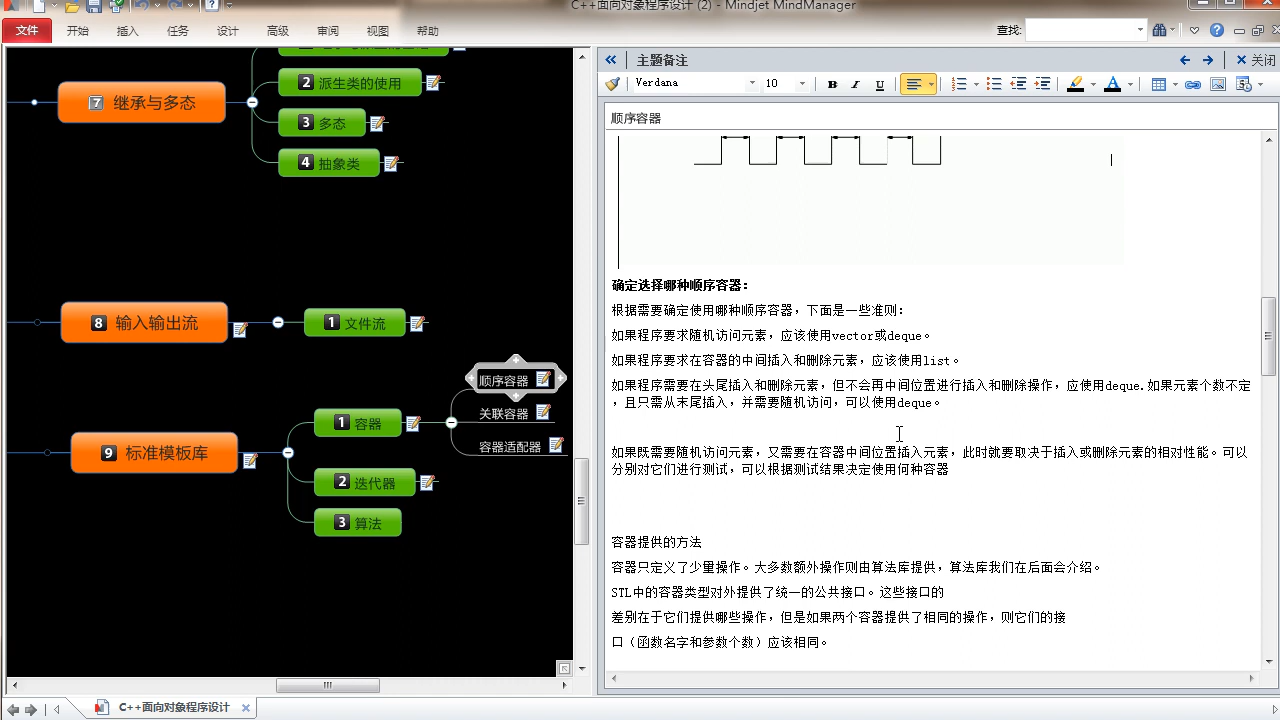 C++面向对象程序设计 (2) - Mindjet MindManager
文件
开始
插入
任务
设计
高级
审阅
视图
帮助
查找:
7 继承与多态
2 派生类的使用
3 多态
4 抽象类
8 输入输出流
1 文件流
9 标准模板库
1 容器
顺序容器
关联容器
容器适配器
2 迭代器
3 算法
主题备注
关闭
Verdana
10
B I U
顺序容器
确定选择哪种顺序容器:
根据需要确定使用哪种顺序容器，下面是一些准则:
如果程序要求随机访问元素，应该使用vector或deque。
如果程序要求在容器的中间插入和删除元素，应该使用list。
如果程序需要在头尾插入和删除元素，但不会再中间位置进行插入和删除操作，应使用deque.如果元素个数不定
，且只需从末尾插入，并需要随机访问，可以使用deque。
如果既需要随机访问元素，又需要在容器中间位置插入元素，此时就要取决于插入或删除元素的相对性能。可以
分别对它们进行测试，可以根据测试结果决定使用何种容器
容器提供的方法
容器只定义了少量操作。大多数额外操作则由算法库提供，算法库我们在后面会介绍。
STL中的容器类型对外提供了统一的公共接口。这些接口的
差别在于它们提供哪些操作，但是如果两个容器提供了相同的操作，则它们的接
口（函数名字和参数个数）应该相同。
C++面向对象程序设计